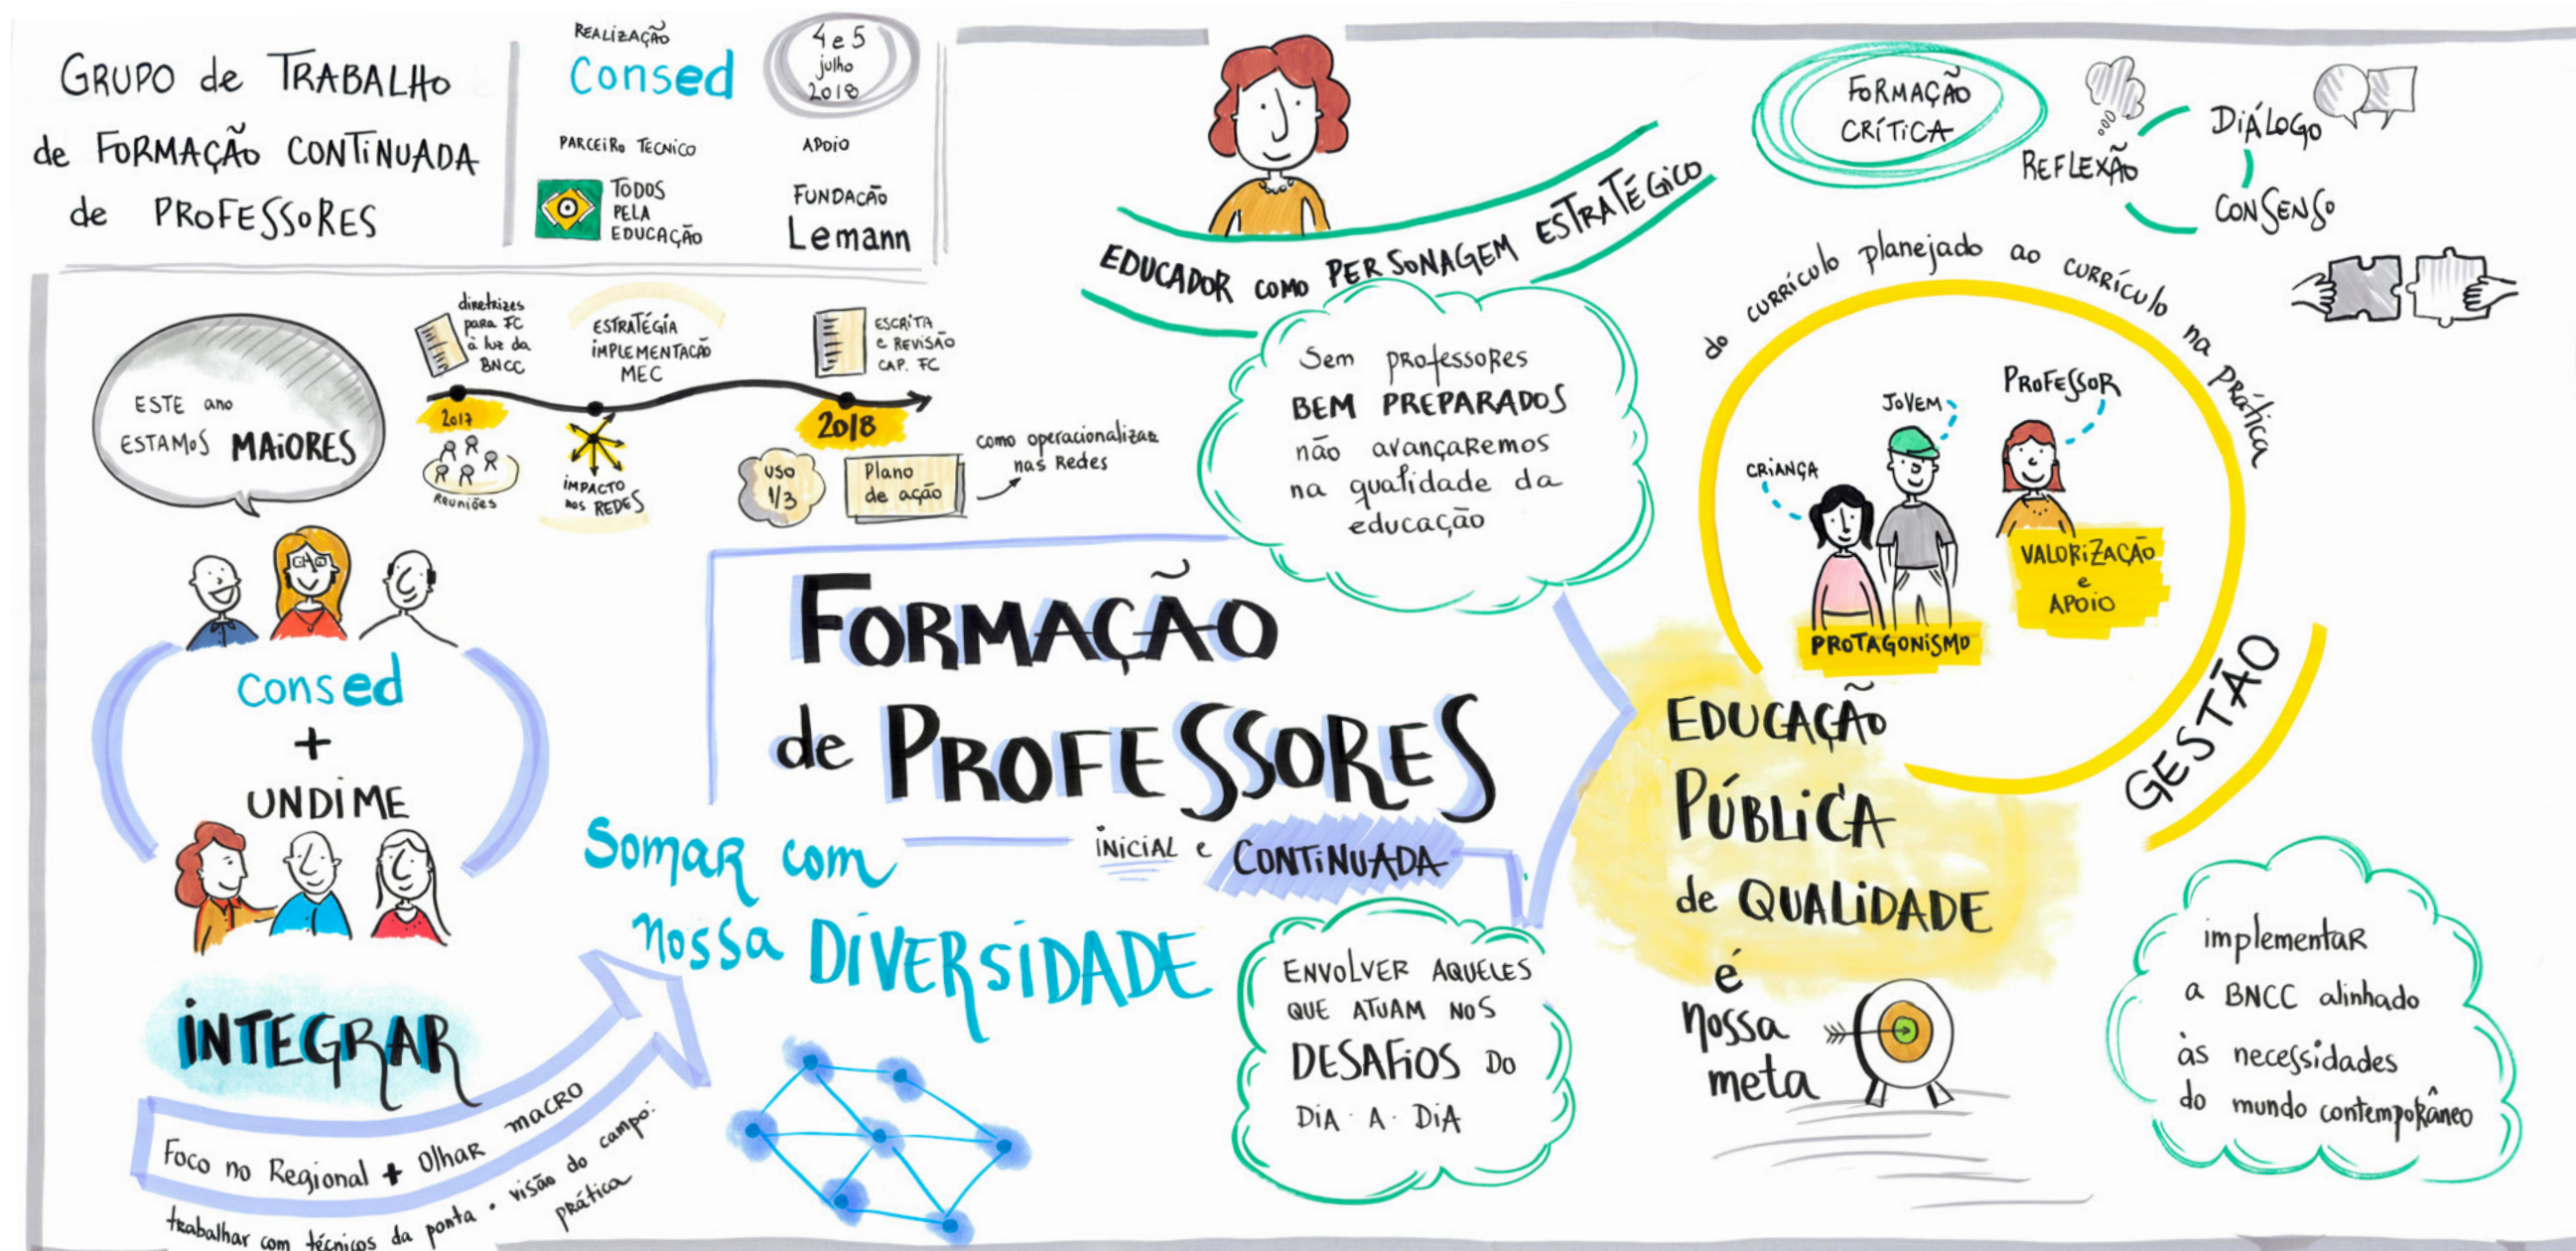 GRUPO de TRABALHO
de FORMAÇÃO CONTINUADA
de PROFESSORES
REALIZAÇÃO
Consed
4 e 5
julho
2018
PARCEIRO TECNICO
TODOS
PELA
EDUCAÇÃO
APOIO
FUNDACÃO
Lemann
ESTE ano
ESTAMOS MAIORES
diretrizes
para FC
à luz da
BNCC
2017
REUNIÕES
ESTRATÉGIA
IMPLEMENTACÃO
MEC
IMPACTO
nos REDES
ESCRITA
e REVISÃO
CAP. FC
2018
USO
1/3
Plano
de ação
como operacionalizar
nas Redes
consed
+
UNDIME
INTEGRAR
Foco no Regional + Olhar macro
trabalhar com técnicos da ponta • visão do campo:
prática
FORMAÇÃO
de PROFESSORES
INICIAL e CONTINUADA
Somar com
nossa DIVERSIDADE
EDUCADOR COMO PERSONAGEM ESTRATÉGICO
Sem professores
BEM PREPARADOS
não avançaremos
na qualidade da
educação
ENVOLVER AQUELES
QUE ATUAM NOS
DESAFIOS DO
DIA · A · DIA
FORMAÇÃO
CRÍTICA
REFLEXÃO
DIÁLOGO
CONSENSO
do currículo planejado ao currículo na prática
CRIANÇA
JOVEM
PROFESSOR
PROTAGONISMO
VALORIZAÇÃO
e
APOIO
GESTÃO
EDUCAÇÃO
PÚBLICA
de QUALIDADE
é
nossa
meta
implementar
a BNCC alinhado
às necessidades
do mundo contemporâneo